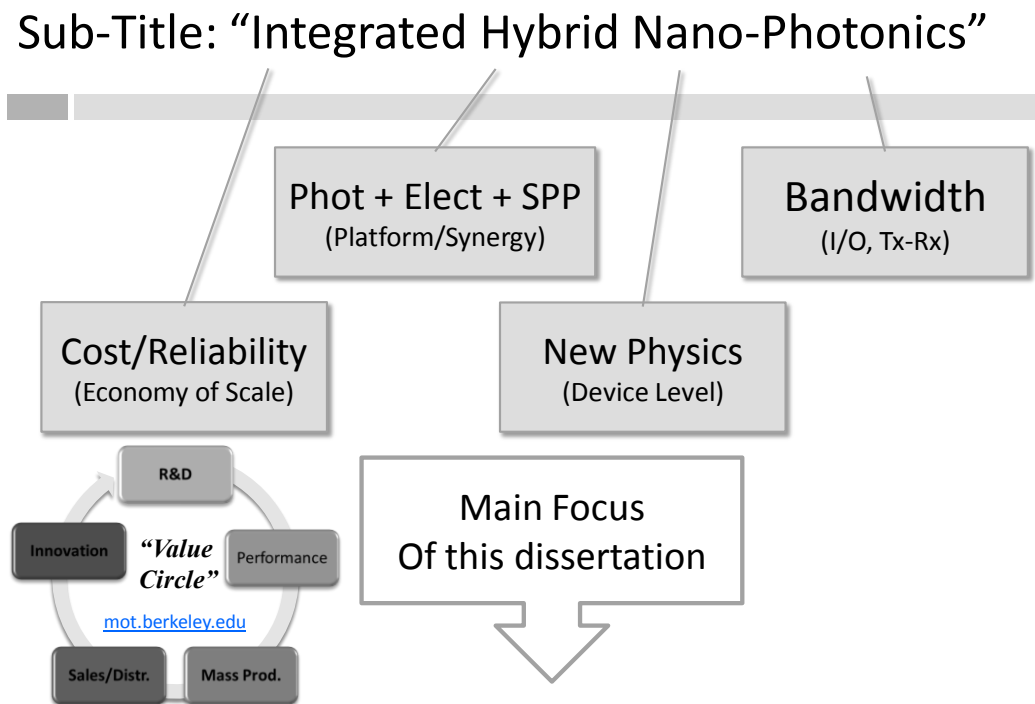 Sub-Title: “Integrated Hybrid Nano-Photonics”
Phot + Elect + SPP
(Platform/Synergy)
Bandwidth
(I/O, Tx-Rx)
Cost/Reliability
(Economy of Scale)
New Physics
(Device Level)
R&D
Innovation
“Value
Circle”
Performance
mot.berkeley.edu
Sales/Distr.
Mass Prod.
Main Focus
Of this dissertation